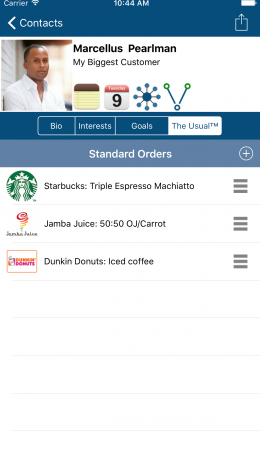 Carrier 10:44 AM
Contacts
Marcellus Pearlman
My Biggest Customer
Tuesday
9
Bio Interests Goals The Usual™
Standard Orders
Starbucks: Triple Espresso Machiatto
Jamba Juice: 50:50 OJ/Carrot
Jamba Juice
Dunkin Donuts: Iced coffee
DUNKIN'
DONUTS